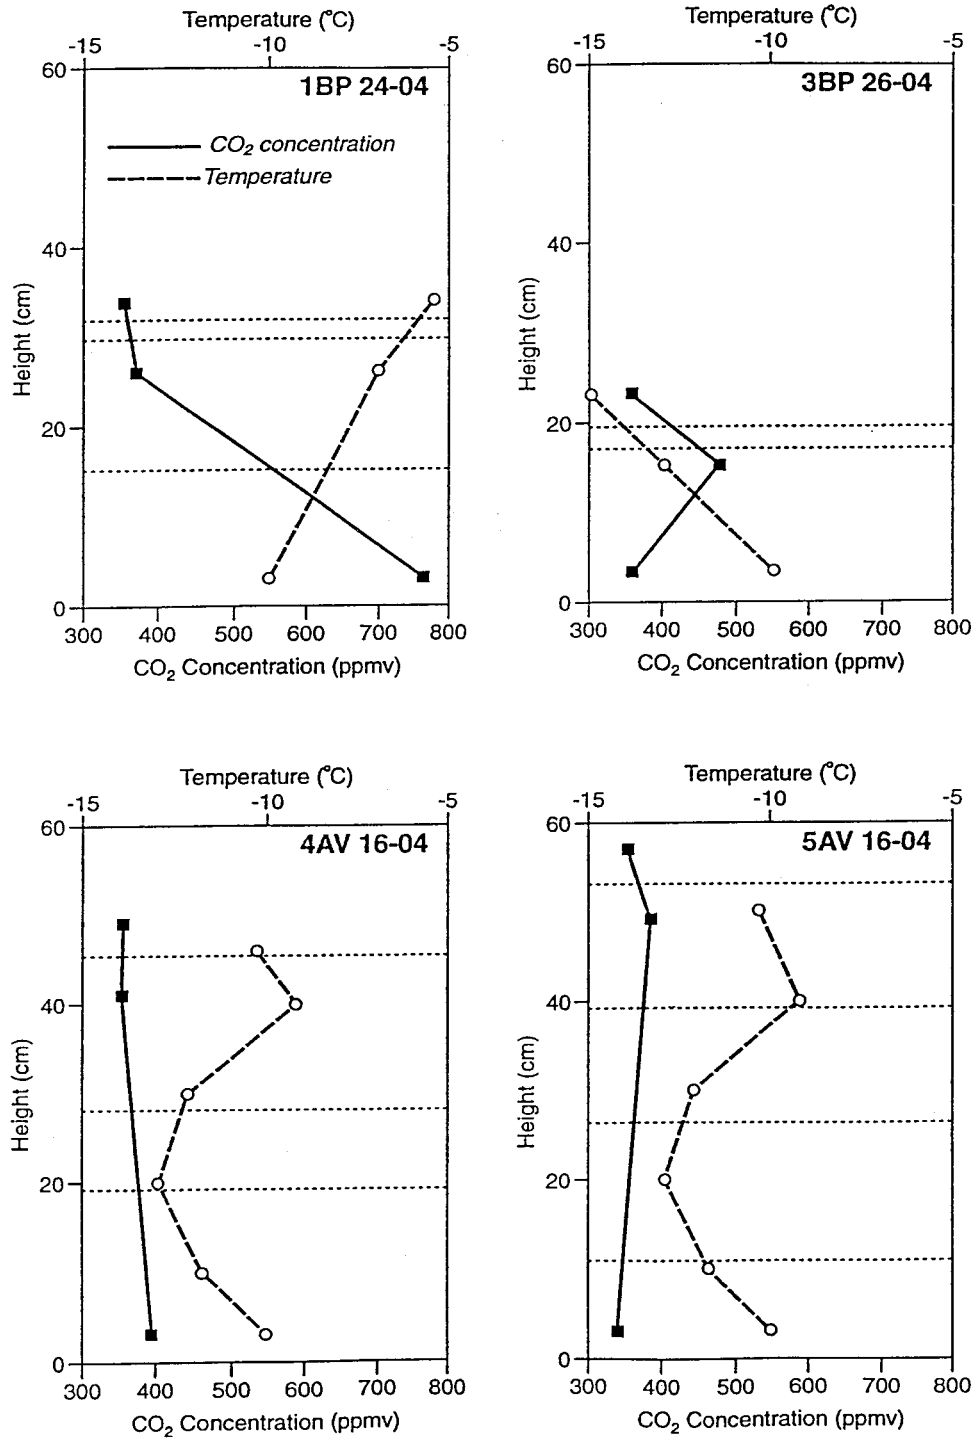 Temperature (°C)
-15 -10 -5
60
1BP 24-04
CO₂ concentration
Temperature
40
20
0
Height (cm)
300 400 500 600 700 800
CO₂ Concentration (ppmv)
Temperature (°C)
-15 -10 -5
60
3BP 26-04
40
20
0
Height (cm)
300 400 500 600 700 800
CO₂ Concentration (ppmv)
Temperature (°C)
-15 -10 -5
60
4AV 16-04
40
20
0
Height (cm)
300 400 500 600 700 800
CO₂ Concentration (ppmv)
Temperature (°C)
-15 -10 -5
60
5AV 16-04
40
20
0
Height (cm)
300 400 500 600 700 800
CO₂ Concentration (ppmv)